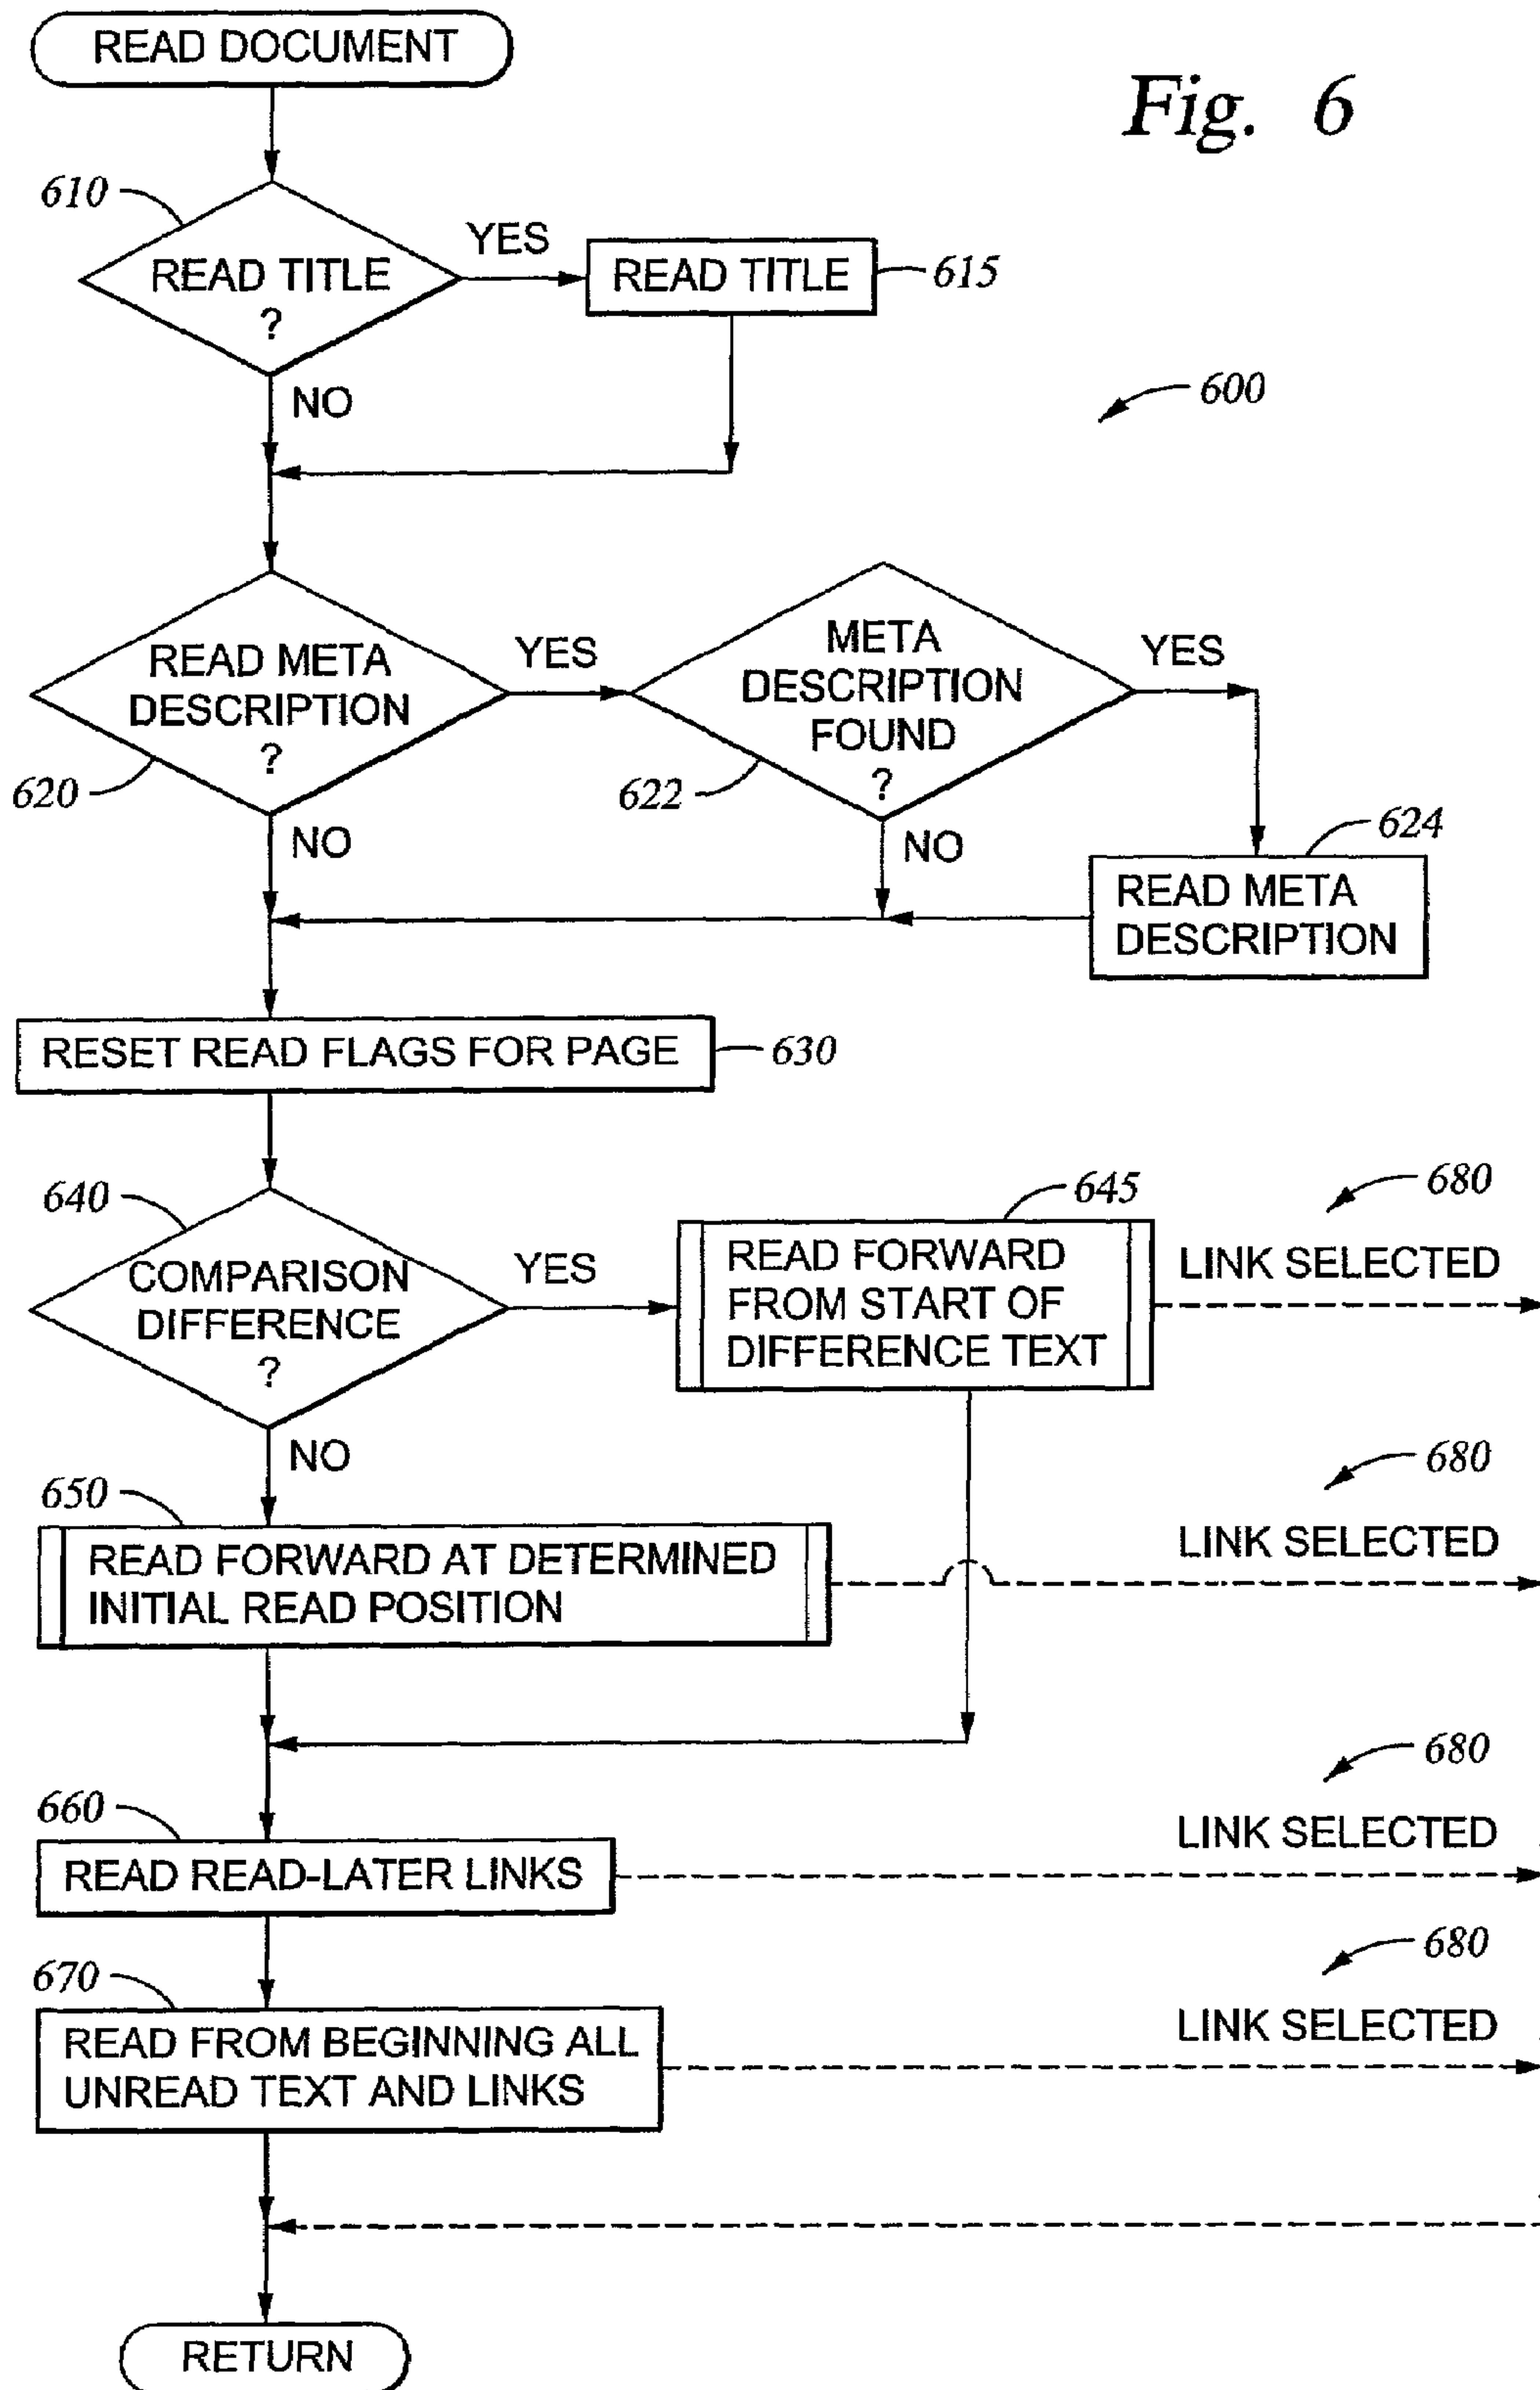 READ DOCUMENT
Fig. 6
610
READ TITLE
?
YES
READ TITLE
615
NO
600
READ META
DESCRIPTION
?
620
YES
META
DESCRIPTION
FOUND
?
622
YES
NO
NO
624
READ META
DESCRIPTION
RESET READ FLAGS FOR PAGE
630
640
COMPARISON
DIFFERENCE
?
YES
645
READ FORWARD
FROM START OF
DIFFERENCE TEXT
680
LINK SELECTED
NO
650
READ FORWARD AT DETERMINED
INITIAL READ POSITION
680
LINK SELECTED
660
READ READ-LATER LINKS
680
LINK SELECTED
670
READ FROM BEGINNING ALL
UNREAD TEXT AND LINKS
680
LINK SELECTED
RETURN